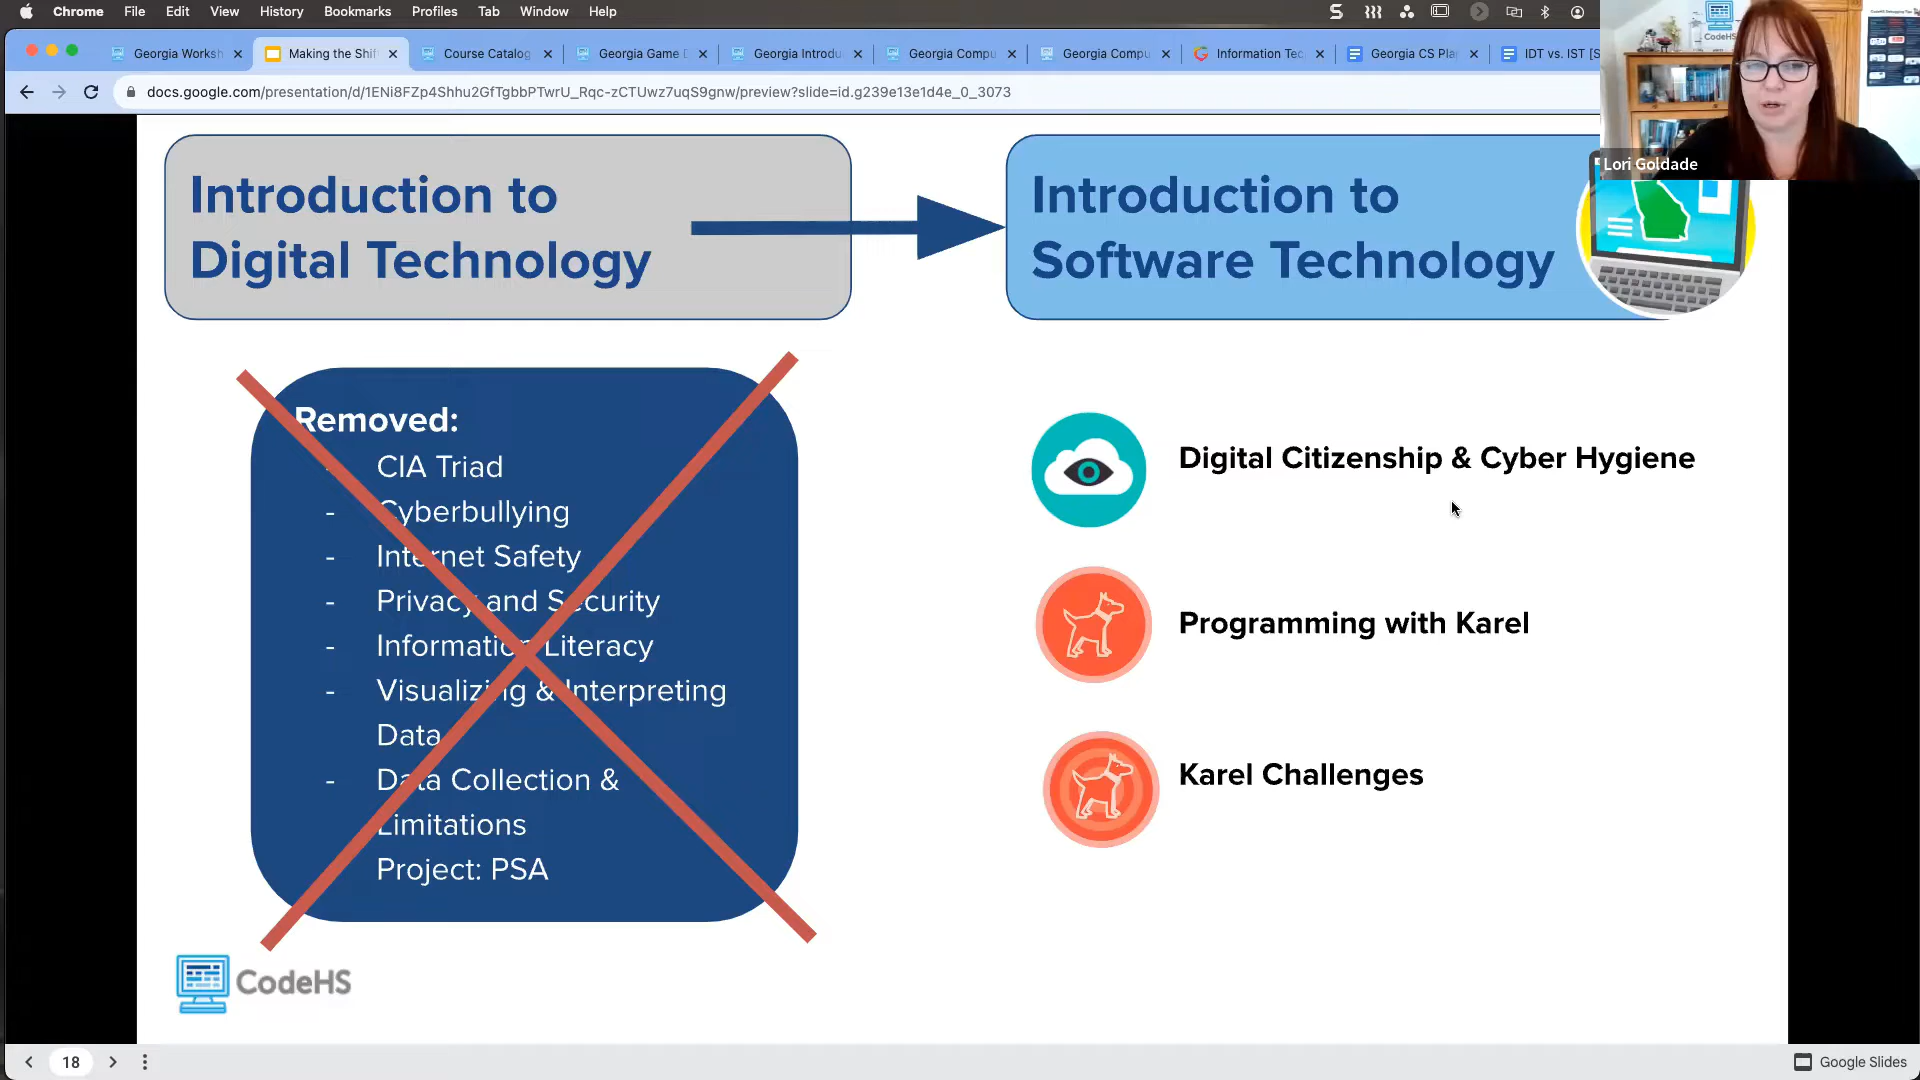 Chrome File Edit View History Bookmarks Profiles Tab Window Help
Georgia Worksh
Making the Shif
Course Catalog
Georgia Game D
Georgia Introdu
Georgia Compu
Georgia Compu
Information Tec
Georgia CS Pla
IDT vs. IST [S
docs.google.com/presentation/d/1ENi8FZp4Shhu2GfTgbbPTwrU_Rqc-zCTUwz7uqS9gnw/preview?slide=id.g239e13e1d4e_0_3073
CodeHS
Lori Goldade
Introduction to
Digital Technology
Introduction to
Software Technology
Removed:
- CIA Triad
- Cyberbullying
- Internet Safety
- Privacy and Security
- Information Literacy
- Visualizing & Interpreting
Data
- Data Collection &
Limitations
Project: PSA
Digital Citizenship & Cyber Hygiene
Programming with Karel
Karel Challenges
CodeHS
18
Google Slides